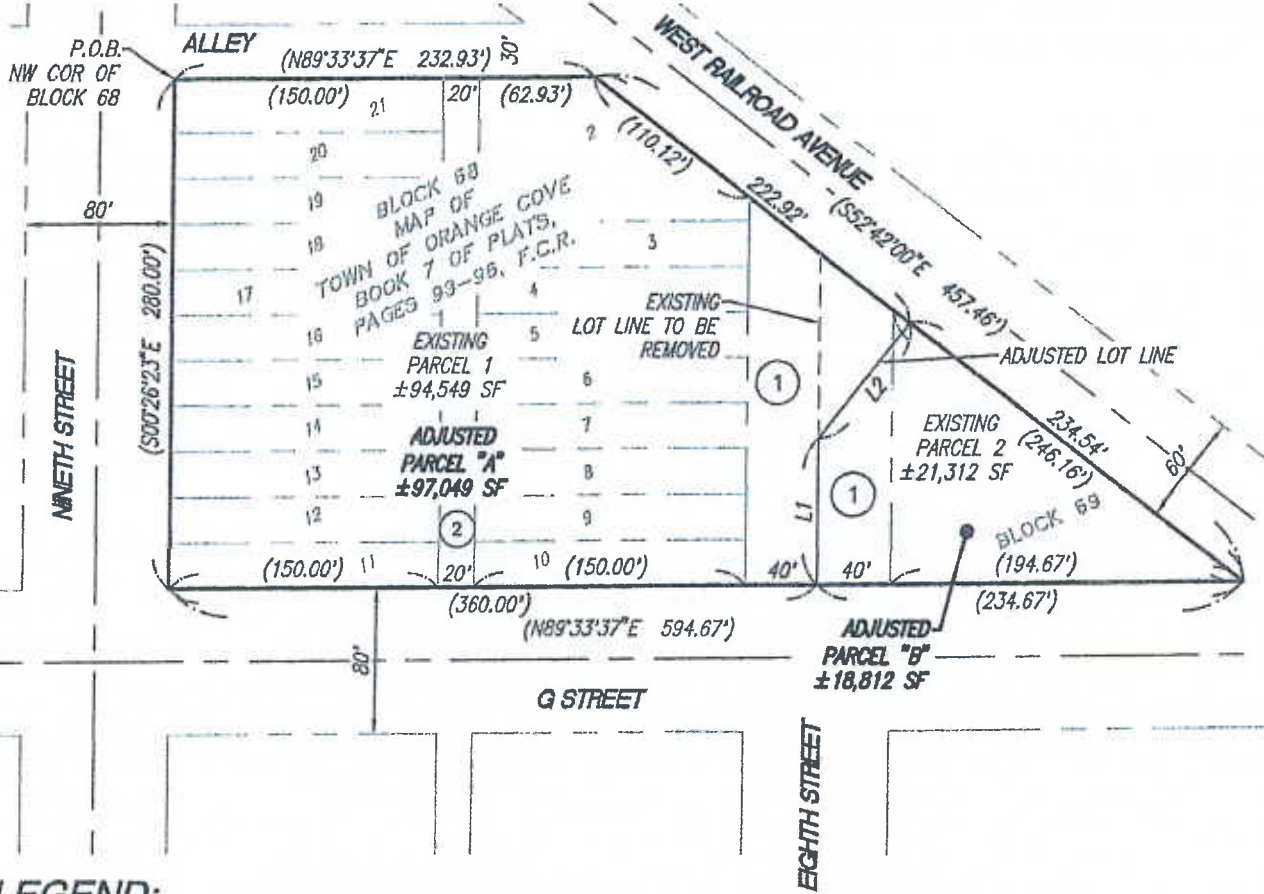 P.O.B.
NW COR OF
BLOCK 68
ALLEY
(N89°33'37"E 232.93')
30'
(150.00')
20'
(62.93')
WEST RAILROAD AVENUE
(S52°42'00"E 457.46')
(110.12')
222.92'
21
20
19
18
17
16
15
14
13
12
11
2
3
4
5
6
7
8
9
10
1
BLOCK 68
MAP OF
TOWN OF ORANGE COVE
BOOK 7 OF PLATS,
PAGES 93-96, F.C.R.
80'
NINETH STREET
(S00°26'23"E 280.00')
EXISTING
PARCEL 1
±94,549 SF
ADJUSTED
PARCEL "A"
±97,049 SF
2
EXISTING
LOT LINE TO BE
REMOVED
1
L2
ADJUSTED LOT LINE
EXISTING
PARCEL 2
±21,312 SF
234.54'
(246.16')
60'
L1
1
BLOCK 69
(150.00')
20'
(150.00')
40'
40'
(194.67')
(360.00')
(234.67')
(N89°33'37"E 594.67')
80'
ADJUSTED
PARCEL "B"
±18,812 SF
G STREET
EIGHTH STREET
LEGEND: